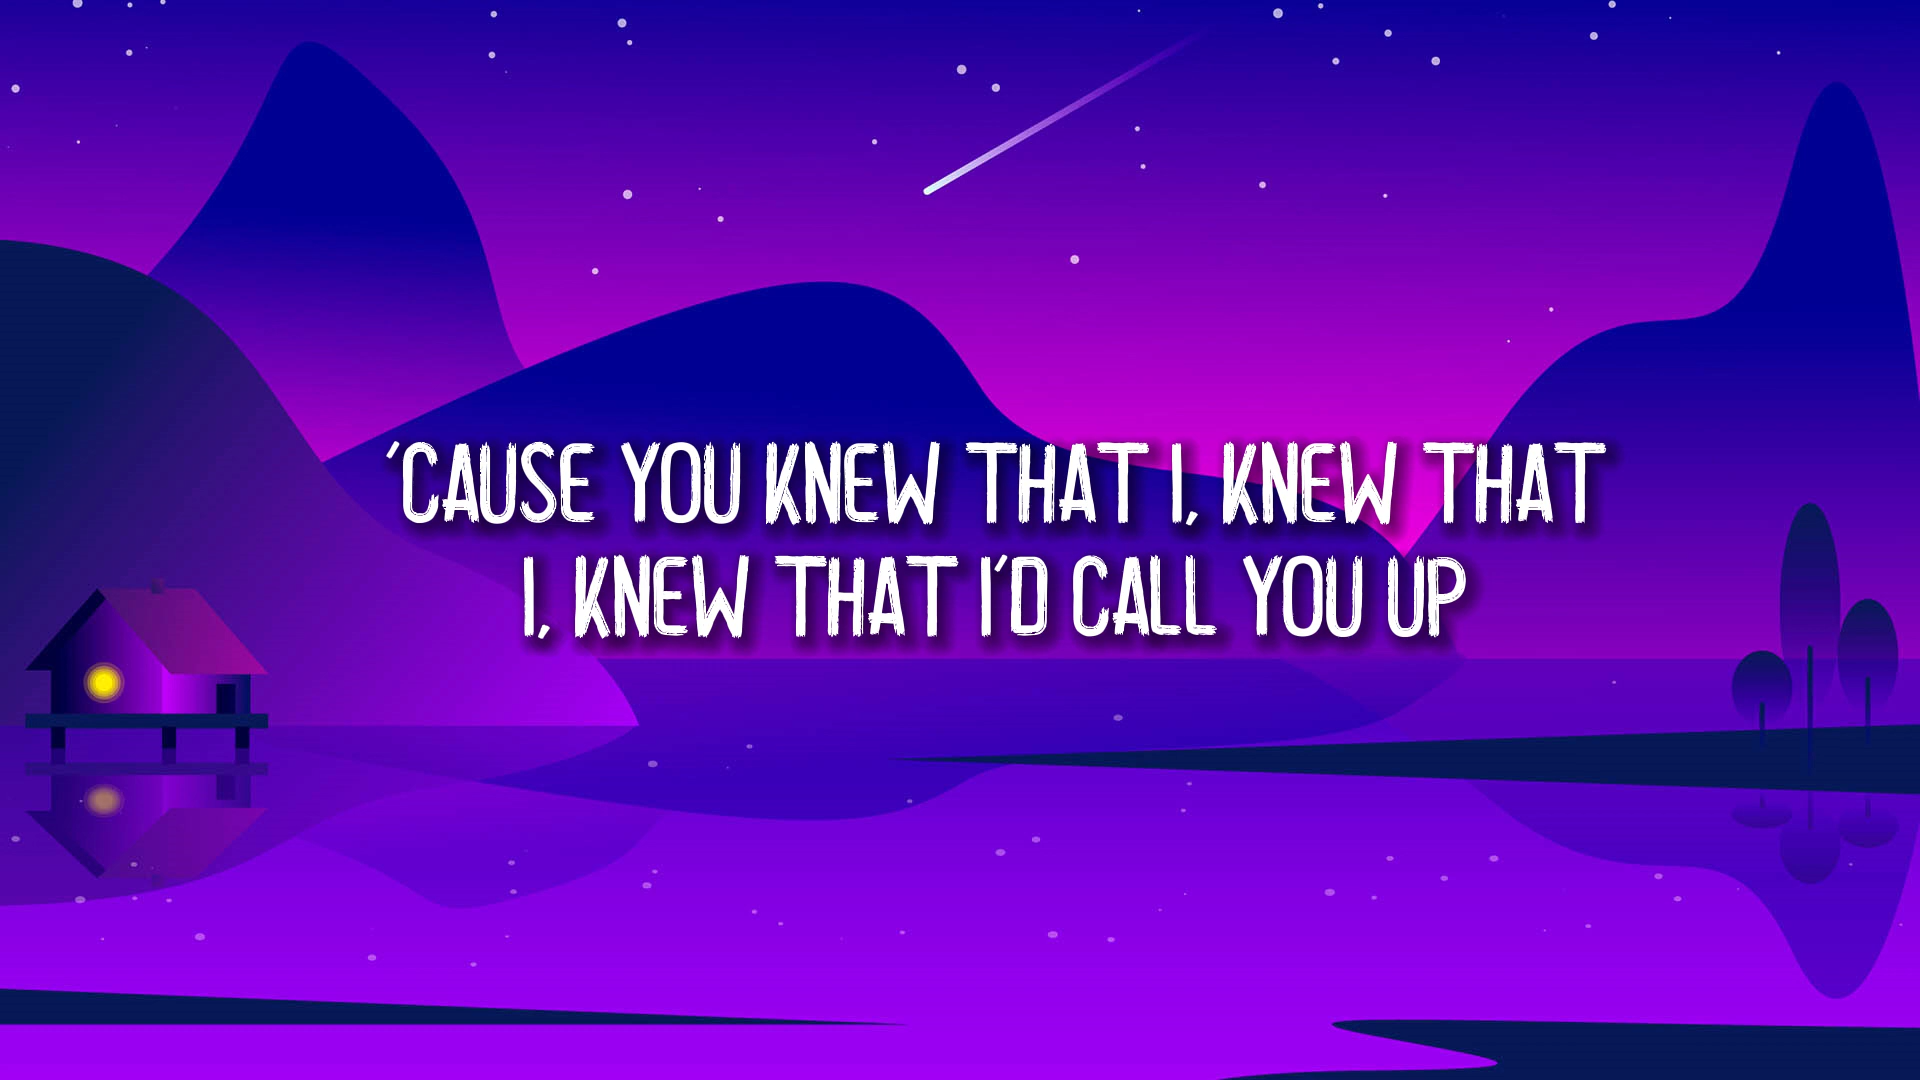 'CAUSE YOU KNEW THAT I, KNEW THAT
I, KNEW THAT I'D CALL YOU UP